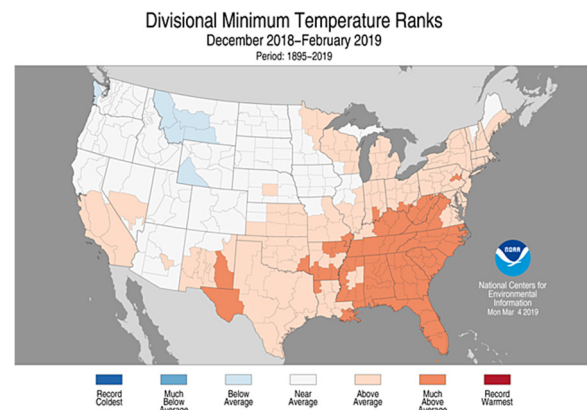 Divisional Minimum Temperature Ranks
December 2018–February 2019
Period: 1895–2019
NOAA
National Centers for
Environmental
Information
Mon Mar 4 2019
Record
Coldest
Much
Below
Average
Below
Average
Near
Average
Above
Average
Much
Above
Average
Record
Warmest